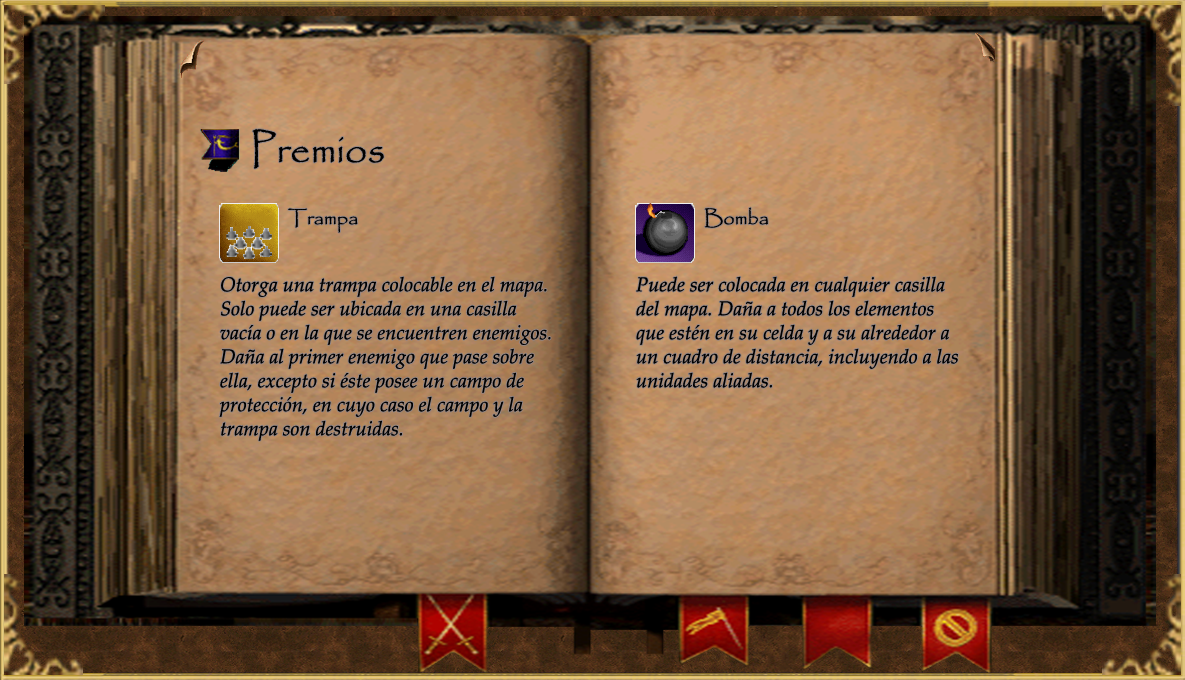 Premios
Trampa
Otorga una trampa colocable en el mapa.
Solo puede ser ubicada en una casilla
vacía o en la que se encuentren enemigos.
Daña al primer enemigo que pase sobre
ella, excepto si éste posee un campo de
protección, en cuyo caso el campo y la
trampa son destruidas.
Bomba
Puede ser colocada en cualquier casilla
del mapa. Daña a todos los elementos
que estén en su celda y a su alrededor a
un cuadro de distancia, incluyendo a las
unidades aliadas.